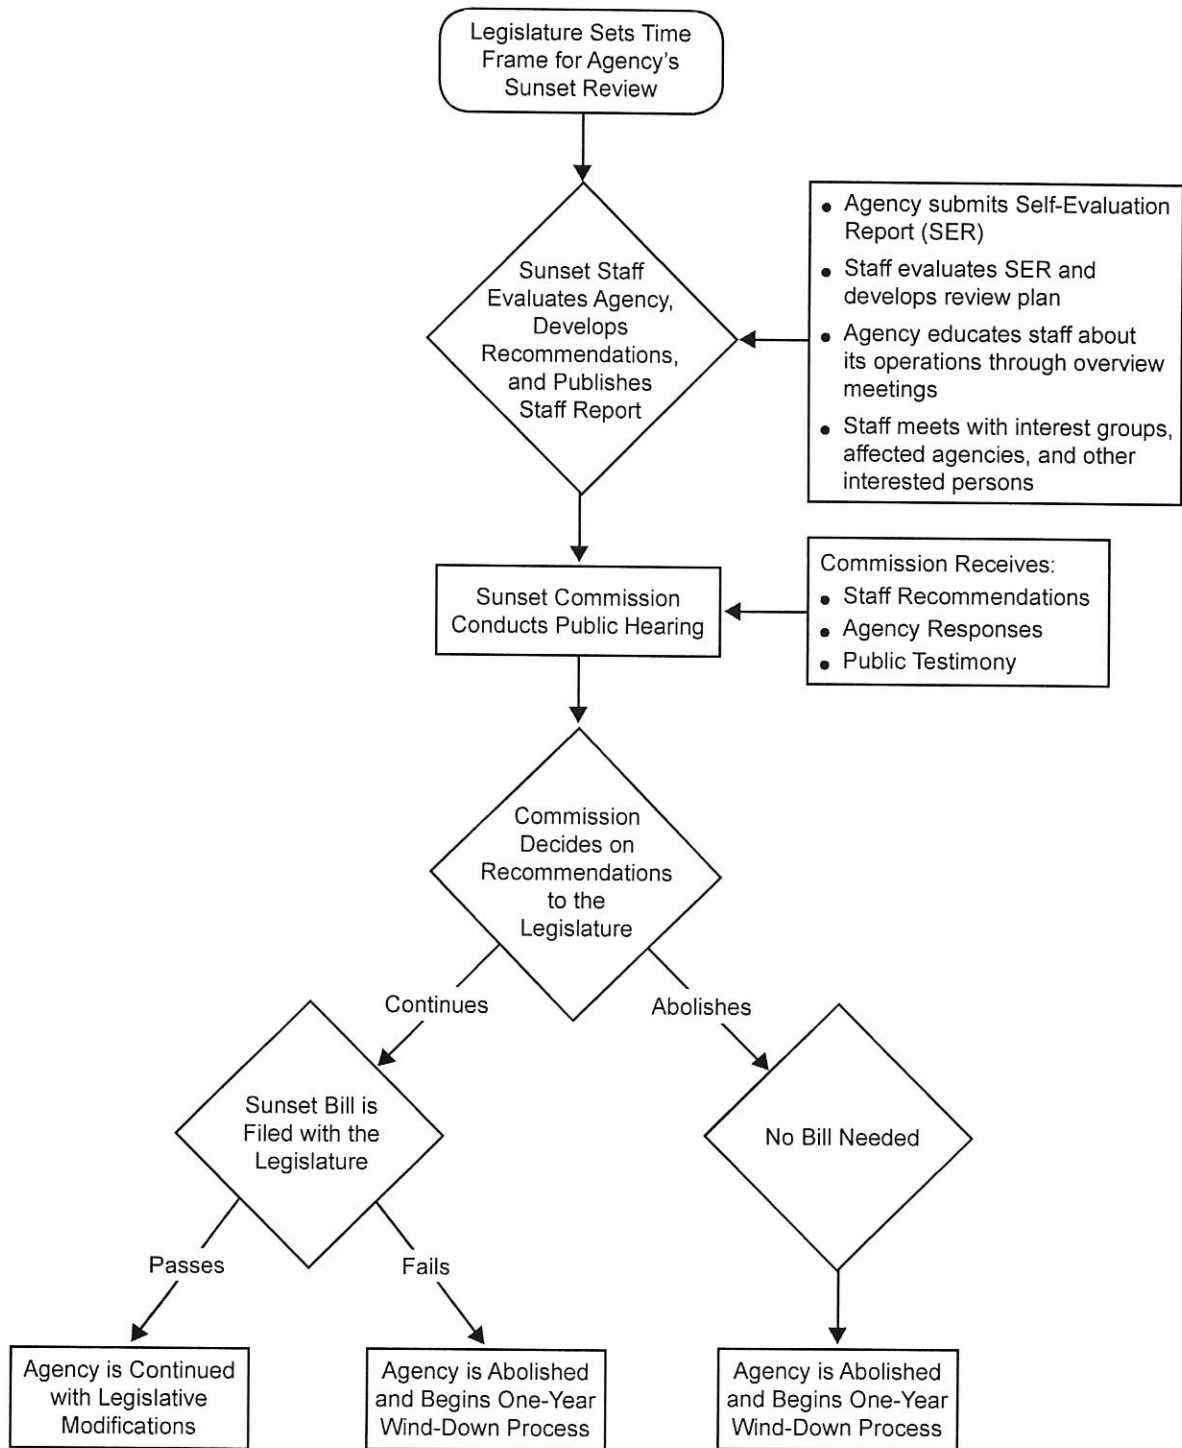 Legislature Sets Time
Frame for Agency's
Sunset Review
Sunset Staff
Evaluates Agency,
Develops
Recommendations,
and Publishes
Staff Report
• Agency submits Self-Evaluation
Report (SER)
• Staff evaluates SER and
develops review plan
• Agency educates staff about
its operations through overview
meetings
• Staff meets with interest groups,
affected agencies, and other
interested persons
Sunset Commission
Conducts Public Hearing
Commission Receives:
• Staff Recommendations
• Agency Responses
• Public Testimony
Commission
Decides on
Recommendations
to the
Legislature
Continues
Abolishes
Sunset Bill is
Filed with the
Legislature
No Bill Needed
Passes
Fails
Agency is Continued
with Legislative
Modifications
Agency is Abolished
and Begins One-Year
Wind-Down Process
Agency is Abolished
and Begins One-Year
Wind-Down Process